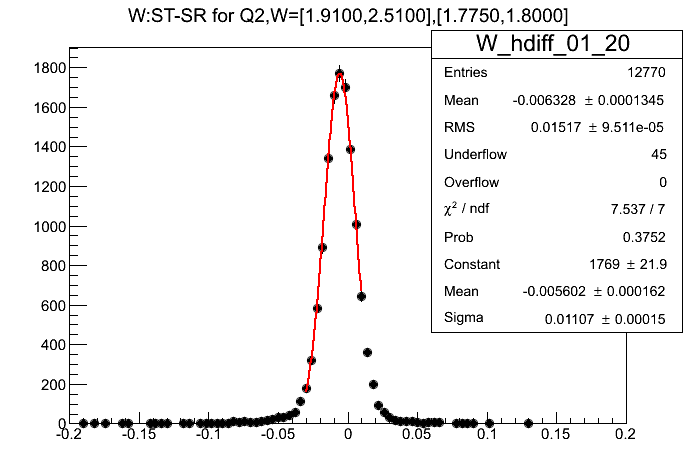 W:ST-SR for Q2,W=[1.9100,2.5100],[1.7750,1.8000]
W_hdiff_01_20
Entries 12770
Mean -0.006328 ± 0.0001345
RMS 0.01517 ± 9.511e-05
Underflow 45
Overflow 0
χ² / ndf 7.537 / 7
Prob 0.3752
Constant 1769 ± 21.9
Mean -0.005602 ± 0.000162
Sigma 0.01107 ± 0.00015
1800
1600
1400
1200
1000
800
600
400
200
0
-0.2 -0.15 -0.1 -0.05 0 0.05 0.1 0.15 0.2